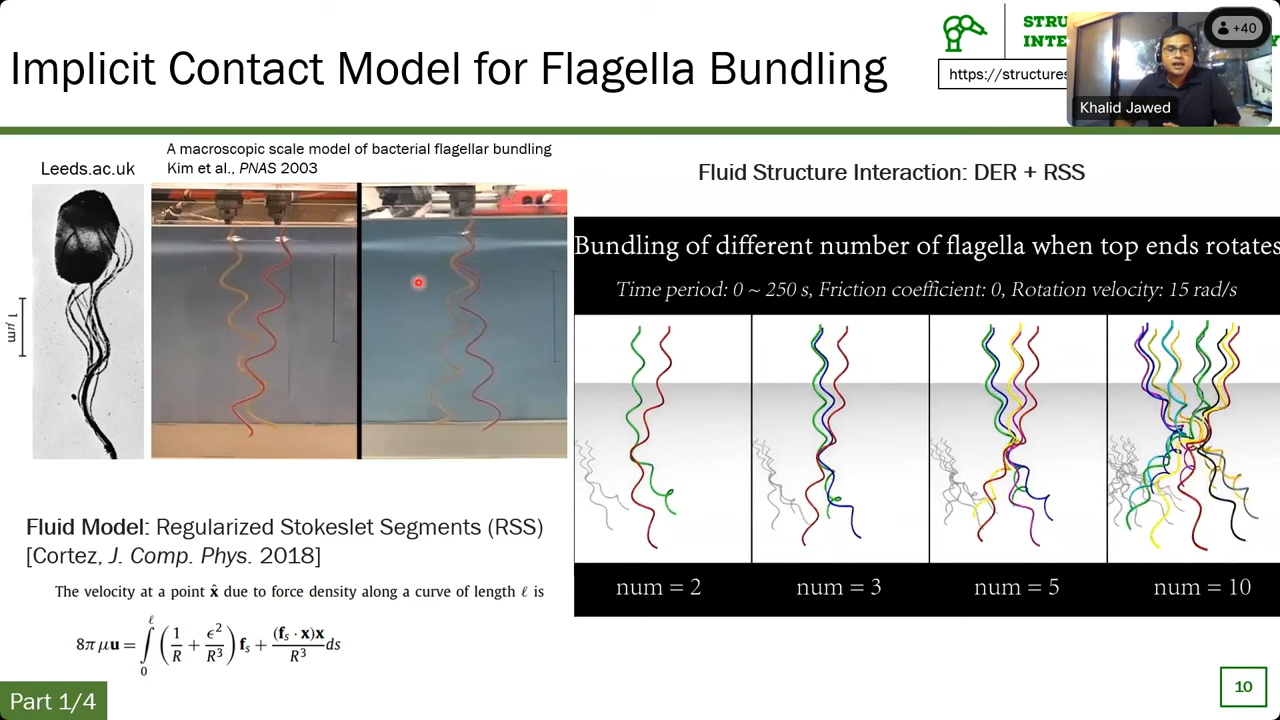 Implicit Contact Model for Flagella Bundling
STRU
INTE
https://structures
+40
Khalid Jawed
Leeds.ac.uk
A macroscopic scale model of bacterial flagellar bundling
Kim et al., PNAS 2003
1 μm
Fluid Structure Interaction: DER + RSS
Bundling of different number of flagella when top ends rotates
Time period: 0 ~ 250 s, Friction coefficient: 0, Rotation velocity: 15 rad/s
num = 2
num = 3
num = 5
num = 10
Fluid Model: Regularized Stokeslet Segments (RSS)
[Cortez, J. Comp. Phys. 2018]
The velocity at a point x̂ due to force density along a curve of length ℓ is
8πμu = ∫₀^ℓ (1/R + ϵ²/R³) fₛ + (fₛ · x)x/R³ ds
Part 1/4
10